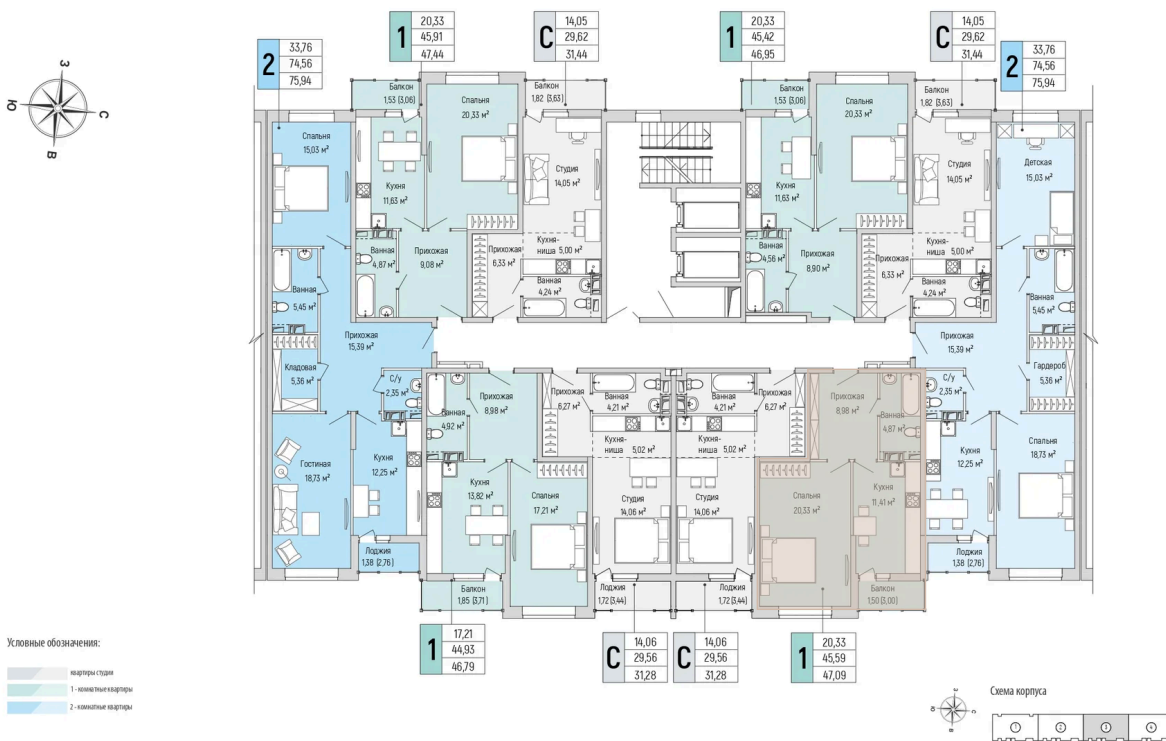 2
33,76
74,56
75,94
1
20,33
45,91
47,44
С
14,05
29,62
31,44
1
20,33
45,42
46,95
С
14,05
29,62
31,44
2
33,76
74,56
75,94
З
Ю
С
В
Балкон
1,53 (3,06)
Спальня
20,33 м²
Балкон
1,82 (3,63)
Балкон
1,53 (3,06)
Спальня
20,33 м²
Балкон
1,82 (3,63)
Спальня
15,03 м²
Кухня
11,63 м²
Студия
14,05 м²
Кухня
11,63 м²
Студия
14,05 м²
Детская
15,03 м²
Ванная
4,87 м²
Прихожая
9,08 м²
Прихожая
6,33 м²
Кухня-
ниша 5,00 м²
Ванная
4,24 м²
Ванная
4,56 м²
Прихожая
8,90 м²
Прихожая
6,33 м²
Кухня-
ниша 5,00 м²
Ванная
4,24 м²
Ванная
5,45 м²
Ванная
5,45 м²
Прихожая
15,39 м²
Прихожая
15,39 м²
Кладовая
5,36 м²
С/у
2,35 м²
Ванная
4,92 м²
Прихожая
8,98 м²
Прихожая
6,27 м²
Ванная
4,21 м²
Ванная
4,21 м²
Прихожая
6,27 м²
Прихожая
8,98 м²
Ванная
4,87 м²
С/у
2,35 м²
Гардероб
5,36 м²
Кухня-
ниша 5,02 м²
Кухня-
ниша 5,02 м²
Гостиная
18,73 м²
Кухня
12,25 м²
Кухня
13,82 м²
Спальня
17,21 м²
Студия
14,06 м²
Студия
14,06 м²
Спальня
20,33 м²
Кухня
11,41 м²
Кухня
12,25 м²
Спальня
18,73 м²
Лоджия
1,38 (2,76)
Балкон
1,85 (3,71)
Лоджия
1,72 (3,44)
Лоджия
1,72 (3,44)
Балкон
1,50 (3,00)
Лоджия
1,38 (2,76)
1
17,21
44,93
46,79
С
14,06
29,56
31,28
С
14,06
29,56
31,28
1
20,33
45,59
47,09
Условные обозначения:
квартиры студии
1 - комнатные квартиры
2 - комнатные квартиры
З
Ю
С
В
Схема корпуса
1
2
3
4